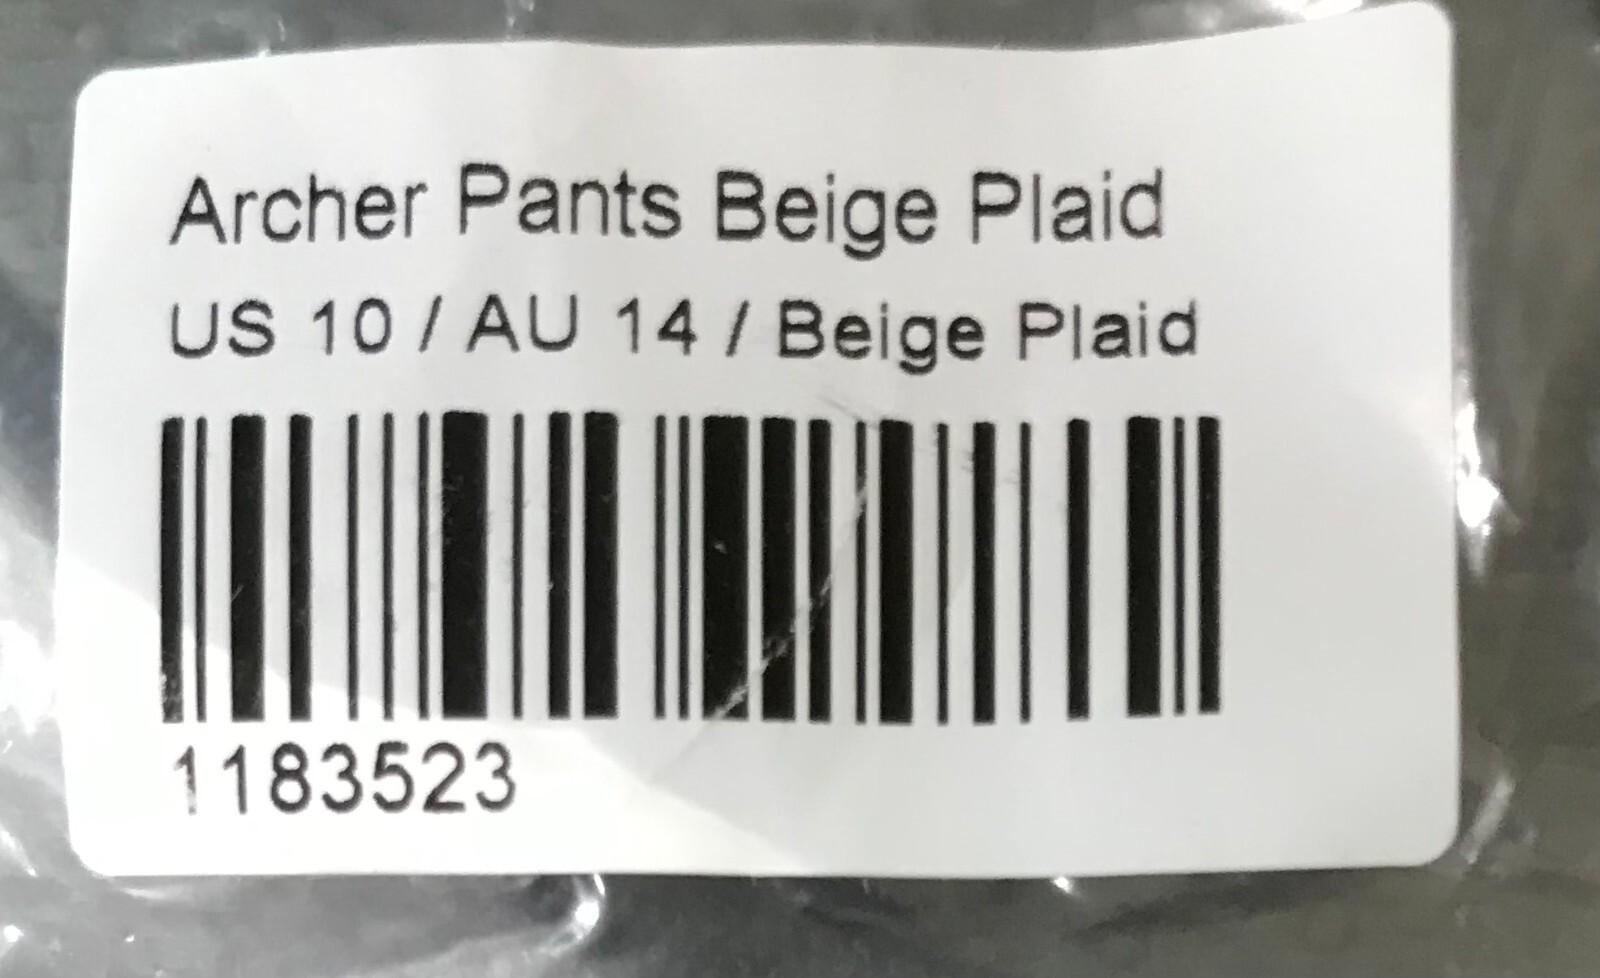 Archer Pants Beige Plaid
US 10 / AU 14 / Beige Plaid
1183523